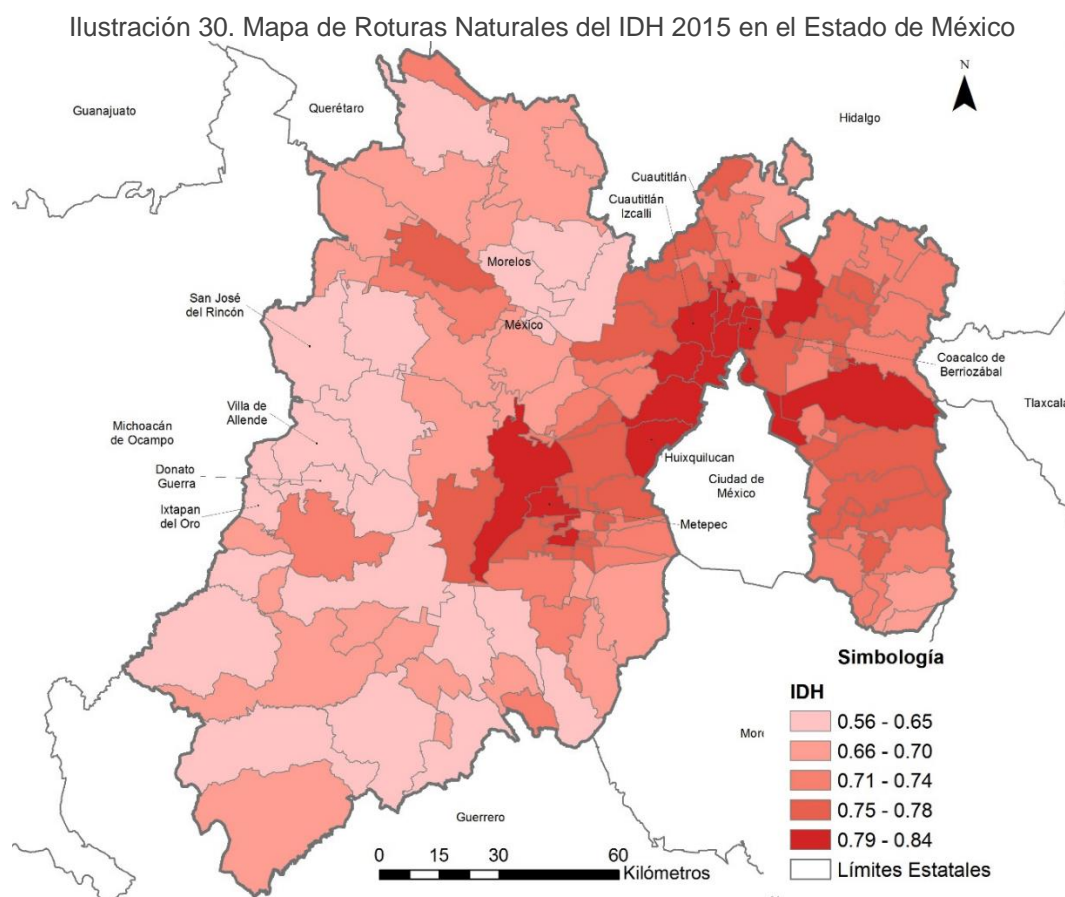 Ilustración 30. Mapa de Roturas Naturales del IDH 2015 en el Estado de México
N
Guanajuato
Querétaro
Hidalgo
Cuautitlán
Cuautitlán
Izcalli
Morelos
San José
del Rincón
México
Coacalco de
Berriozábal
Tlaxcala
Villa de
Allende
Michoacán
de Ocampo
Donato
Guerra
Huixquilucan
Ciudad de
México
Ixtapan
del Oro
Metepec
Simbología
IDH
0.56 - 0.65
0.66 - 0.70
0.71 - 0.74
0.75 - 0.78
0.79 - 0.84
Límites Estatales
Guerrero
0 15 30 60
Kilómetros